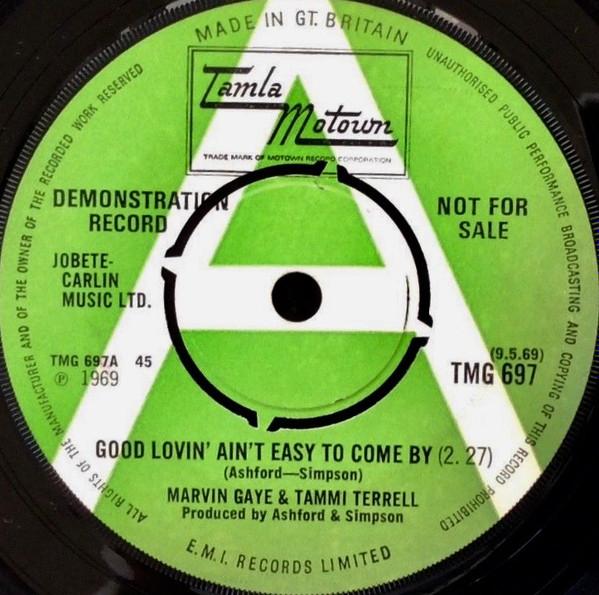 MADE IN GT. BRITAIN
UNAUTHORISED PUBLIC PERFORMANCE BROADCASTING AND COPYING OF THIS RECORD PROHIBITED
ALL RIGHTS OF THE MANUFACTURER AND OF THE OWNER OF THE RECORDED WORK RESERVED
Tamla
Motown
TRADE MARK OF MOTOWN RECORD CORPORATION
A
DEMONSTRATION
RECORD
NOT FOR
SALE
JOBETE-
CARLIN
MUSIC LTD.
TMG 697A 45
℗ 1969
(9.5.69)
TMG 697
GOOD LOVIN' AIN'T EASY TO COME BY (2. 27)
(Ashford—Simpson)
MARVIN GAYE & TAMMI TERRELL
Produced by Ashford & Simpson
E.M.I. RECORDS LIMITED